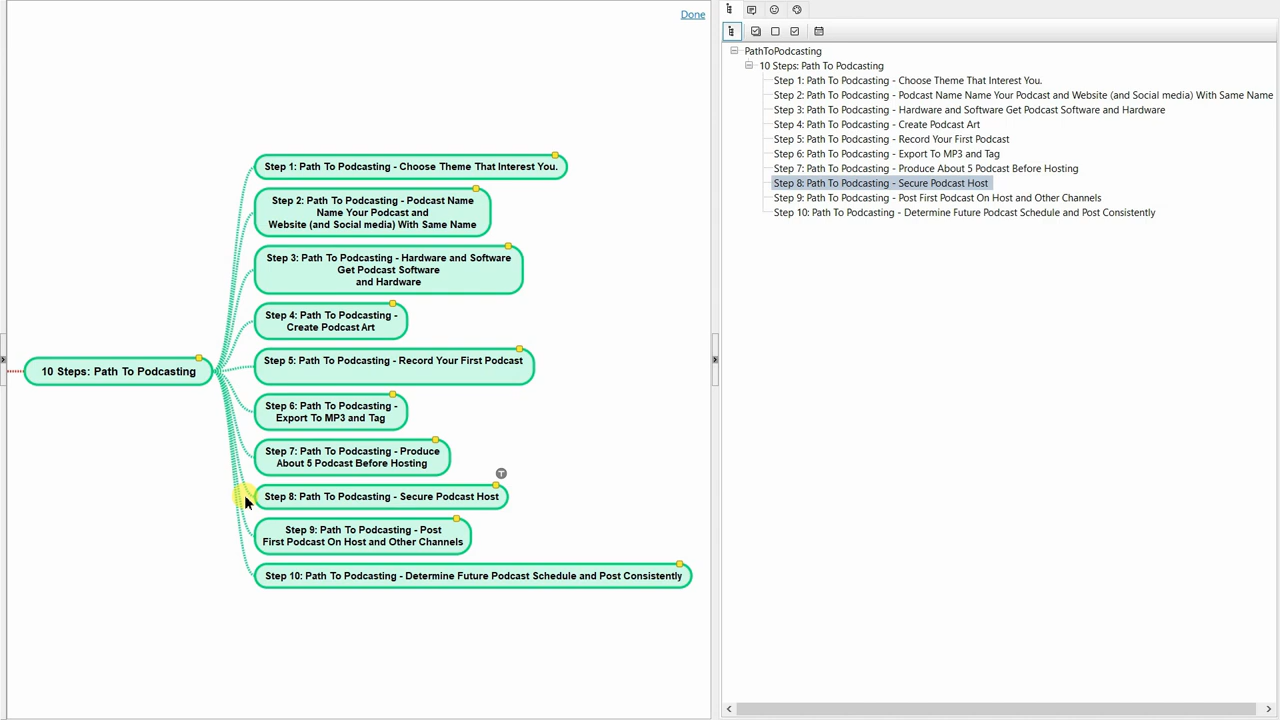 Done
10 Steps: Path To Podcasting
Step 1: Path To Podcasting - Choose Theme That Interest You.
Step 2: Path To Podcasting - Podcast Name
Name Your Podcast and
Website (and Social media) With Same Name
Step 3: Path To Podcasting - Hardware and Software
Get Podcast Software
and Hardware
Step 4: Path To Podcasting -
Create Podcast Art
Step 5: Path To Podcasting - Record Your First Podcast
Step 6: Path To Podcasting -
Export To MP3 and Tag
Step 7: Path To Podcasting - Produce
About 5 Podcast Before Hosting
T
Step 8: Path To Podcasting - Secure Podcast Host
Step 9: Path To Podcasting - Post
First Podcast On Host and Other Channels
Step 10: Path To Podcasting - Determine Future Podcast Schedule and Post Consistently
PathToPodcasting
10 Steps: Path To Podcasting
Step 1: Path To Podcasting - Choose Theme That Interest You.
Step 2: Path To Podcasting - Podcast Name Name Your Podcast and Website (and Social media) With Same Name
Step 3: Path To Podcasting - Hardware and Software Get Podcast Software and Hardware
Step 4: Path To Podcasting - Create Podcast Art
Step 5: Path To Podcasting - Record Your First Podcast
Step 6: Path To Podcasting - Export To MP3 and Tag
Step 7: Path To Podcasting - Produce About 5 Podcast Before Hosting
Step 8: Path To Podcasting - Secure Podcast Host
Step 9: Path To Podcasting - Post First Podcast On Host and Other Channels
Step 10: Path To Podcasting - Determine Future Podcast Schedule and Post Consistently